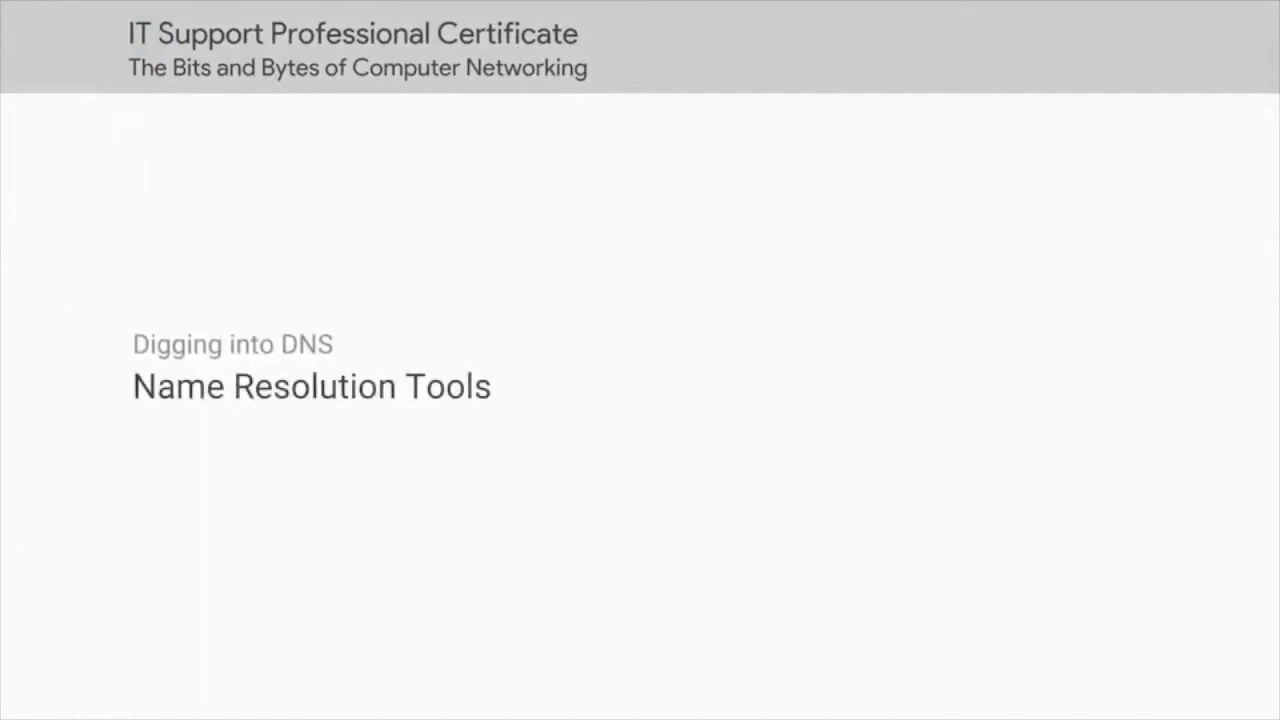 IT Support Professional Certificate
The Bits and Bytes of Computer Networking
Digging into DNS
Name Resolution Tools